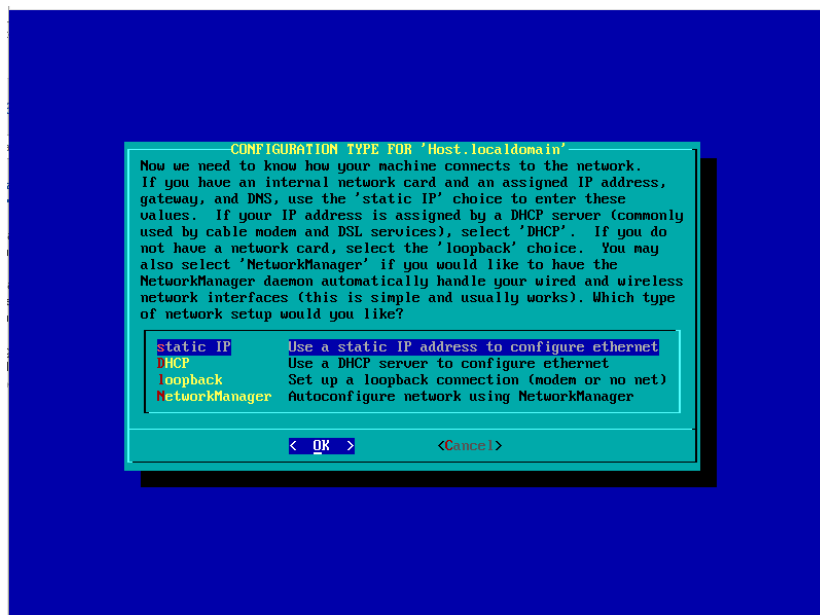 CONFIGURATION TYPE FOR 'Host.localdomain'
Now we need to know how your machine connects to the network.
If you have an internal network card and an assigned IP address,
gateway, and DNS, use the 'static IP' choice to enter these
values.  If your IP address is assigned by a DHCP server (commonly
used by cable modem and DSL services), select 'DHCP'.  If you do
not have a network card, select the 'loopback' choice.  You may
also select 'NetworkManager' if you would like to have the
NetworkManager daemon automatically handle your wired and wireless
network interfaces (this is simple and usually works). Which type
of network setup would you like?
static IP Use a static IP address to configure ethernet
DHCP Use a DHCP server to configure ethernet
loopback Set up a loopback connection (modem or no net)
NetworkManager Autoconfigure network using NetworkManager
< OK > <Cancel>